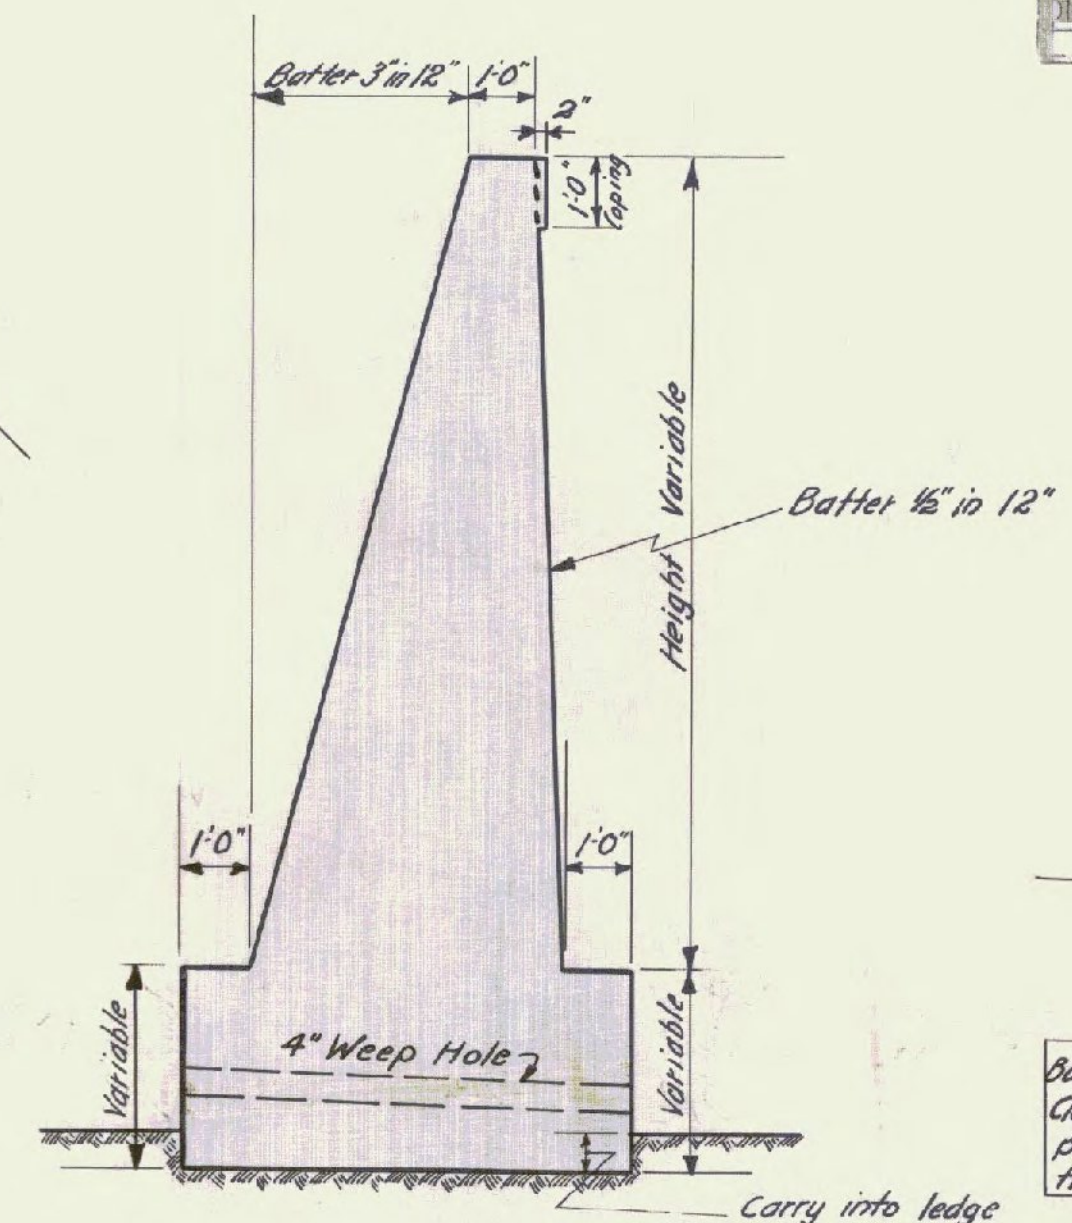 Batter 3" in 12"
1'-0"
2"
1'-0"
Coping
Height Variable
Batter ½" in 12"
1'-0"
1'-0"
Variable
4" Weep Hole
Variable
Carry into ledge